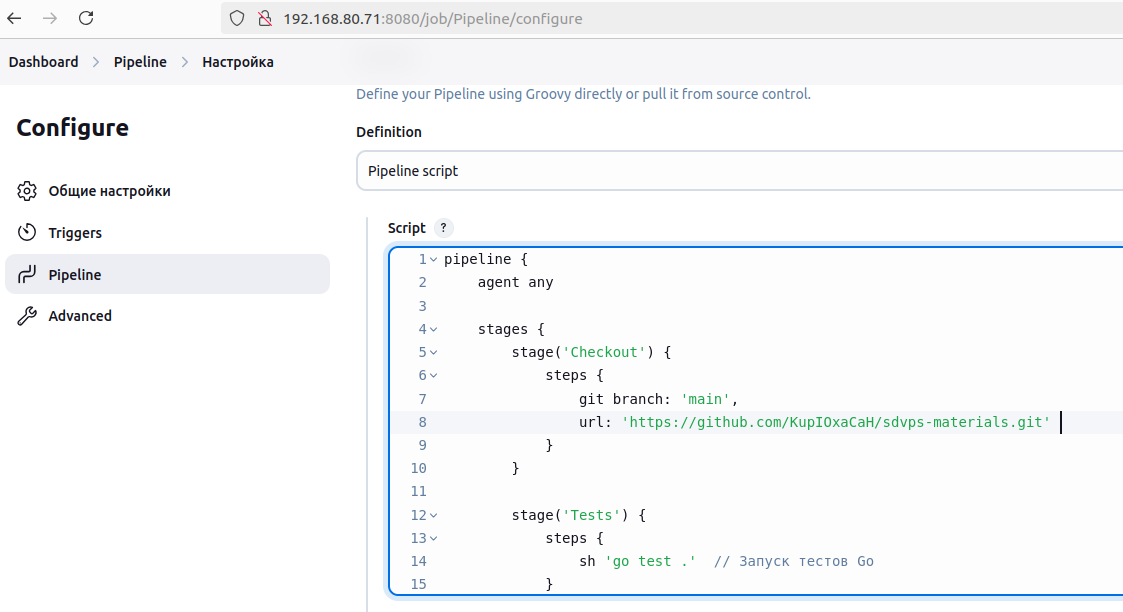 192.168.80.71:8080/job/Pipeline/configure
Dashboard > Pipeline > Настройка
Configure
Общие настройки
Triggers
Pipeline
Advanced
Define your Pipeline using Groovy directly or pull it from source control.
Definition
Pipeline script
Script ?
1 pipeline {
2     agent any
3
4     stages {
5         stage('Checkout') {
6             steps {
7                 git branch: 'main',
8                 url: 'https://github.com/KupIOxaCaH/sdvps-materials.git'
9             }
10         }
11
12         stage('Tests') {
13             steps {
14                 sh 'go test .'  // Запуск тестов Go
15             }